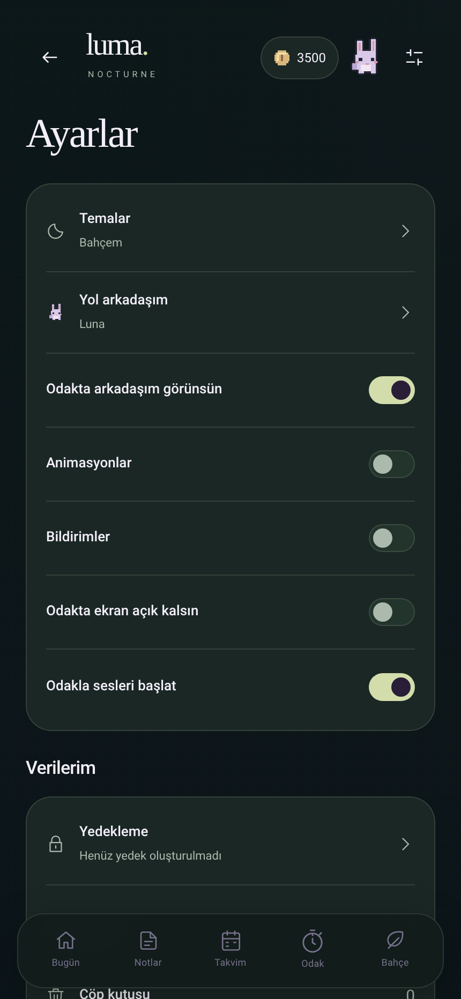 luma.
NOCTURNE
3500
Ayarlar
Temalar
Bahçem
Yol arkadaşım
Luna
Odakta arkadaşım görünsün
Animasyonlar
Bildirimler
Odakta ekran açık kalsın
Odakla sesleri başlat
Verilerim
Yedekleme
Henüz yedek oluşturulmadı
Bugün
Notlar
Takvim
Odak
Bahçe
Çöp kutusu
0